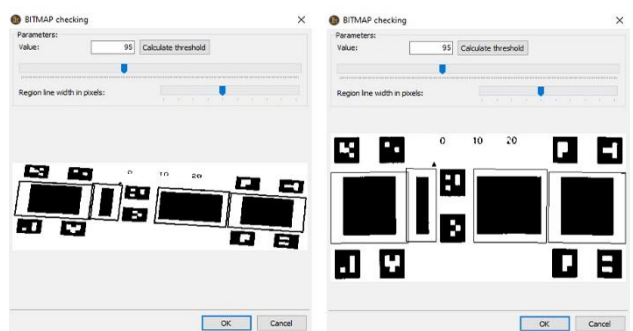 BITMAP checking
Parameters:
Value: 95 Calculate threshold
Region line width in pixels:
0 10 20
OK Cancel
BITMAP checking
Parameters:
Value: 95 Calculate threshold
Region line width in pixels:
0 10 20
OK Cancel